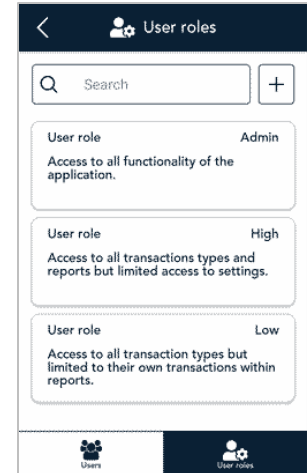 User roles
Search
User role Admin
Access to all functionality of the
application.
User role High
Access to all transactions types and
reports but limited access to settings.
User role Low
Access to all transaction types but
limited to their own transactions within
reports.
Users User roles